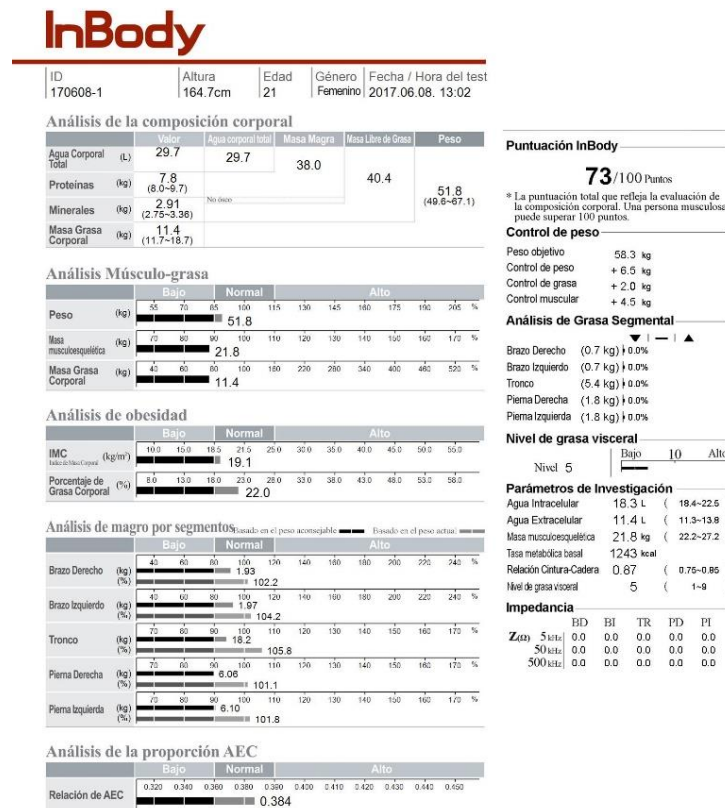 InBody
ID Altura Edad Género Fecha / Hora del test
170608-1 164.7cm 21 Femenino 2017.06.08. 13:02
Análisis de la composición corporal
Valor Agua corporal total Masa Magra Masa Libre de Grasa Peso
Agua Corporal Total (L) 29.7 29.7 38.0 40.4 51.8 (49.6~67.1)
Proteínas (kg) 7.8 (8.0~9.7)
Minerales (kg) 2.91 (2.75~3.36) No óseo
Masa Grasa Corporal (kg) 11.4 (11.7~18.7)
Análisis Músculo-grasa
Bajo Normal Alto
Peso (kg) 55 70 85 100 115 130 145 160 175 190 205 %
51.8
Masa musculoesquelética (kg) 70 80 90 100 110 120 130 140 150 160 170 %
21.8
Masa Grasa Corporal (kg) 40 60 80 100 160 220 280 340 400 460 520 %
11.4
Análisis de obesidad
Bajo Normal Alto
IMC (kg/m²) 10.0 15.0 18.5 21.5 25.0 30.0 35.0 40.0 45.0 50.0 55.0
19.1
Porcentaje de Grasa Corporal (%) 8.0 13.0 18.0 23.0 28.0 33.0 38.0 43.0 48.0 53.0 58.0
22.0
Análisis de magro por segmentos Basado en el peso aconsejable Basado en el peso actual
Bajo Normal Alto
Brazo Derecho (kg) (%) 40 60 80 100 120 140 160 180 200 220 240 %
1.93
102.2
Brazo Izquierdo (kg) (%) 40 60 80 100 120 140 160 180 200 220 240 %
1.97
104.2
Tronco (kg) (%) 70 80 90 100 110 120 130 140 150 160 170 %
18.2
105.8
Pierna Derecha (kg) (%) 70 80 90 100 110 120 130 140 150 160 170 %
6.06
101.1
Pierna Izquierda (kg) (%) 70 80 90 100 110 120 130 140 150 160 170 %
6.10
101.8
Análisis de la proporción AEC
Bajo Normal Alto
Relación de AEC 0.320 0.340 0.360 0.380 0.390 0.400 0.410 0.420 0.430 0.440 0.450
0.384
Puntuación InBody
73/100 Puntos
* La puntuación total que refleja la evaluación de
la composición corporal. Una persona musculosa
puede superar 100 puntos.
Control de peso
Peso objetivo 58.3 kg
Control de peso + 6.5 kg
Control de grasa + 2.0 kg
Control muscular + 4.5 kg
Análisis de Grasa Segmental
Brazo Derecho (0.7 kg) 0.0%
Brazo Izquierdo (0.7 kg) 0.0%
Tronco (5.4 kg) 0.0%
Pierna Derecha (1.8 kg) 0.0%
Pierna Izquierda (1.8 kg) 0.0%
Nivel de grasa visceral
Nivel 5 Bajo 10 Alto
Parámetros de Investigación
Agua Intracelular 18.3 L ( 18.4~22.5
Agua Extracelular 11.4 L ( 11.3~13.8
Masa musculoesquelética 21.8 kg ( 22.2~27.2
Tasa metabólica basal 1243 kcal
Relación Cintura-Cadera 0.87 ( 0.75~0.85
Nivel de grasa visceral 5 ( 1~9
Impedancia
BD BI TR PD PI
Z(Ω) 5 kHz 0.0 0.0 0.0 0.0 0.0
50 kHz 0.0 0.0 0.0 0.0 0.0
500 kHz 0.0 0.0 0.0 0.0 0.0